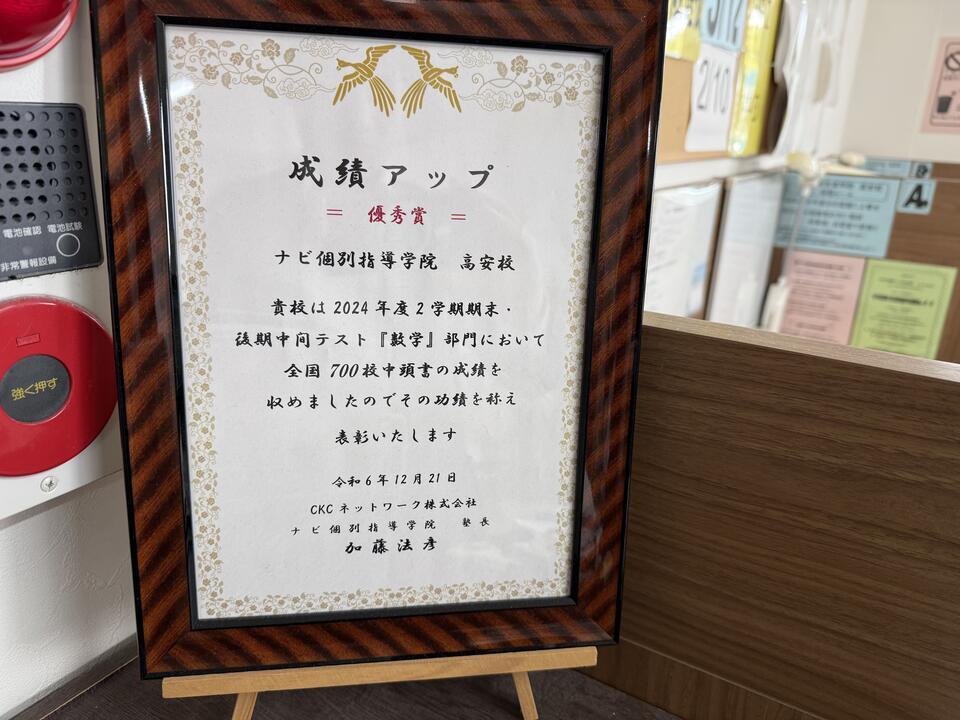 成績アップ
＝ 優秀賞 ＝
ナビ個別指導学院 高安校
貴校は2024年度2学期期末・
後期中間テスト『数学』部門において
全国700校中頭書の成績を
収めましたのでその功績を称え
表彰いたします
令和6年12月21日
CKCネットワーク株式会社
ナビ個別指導学院 塾長
加藤法彦
電池確認 電池試験
非常警報設備
強く押す
210
A